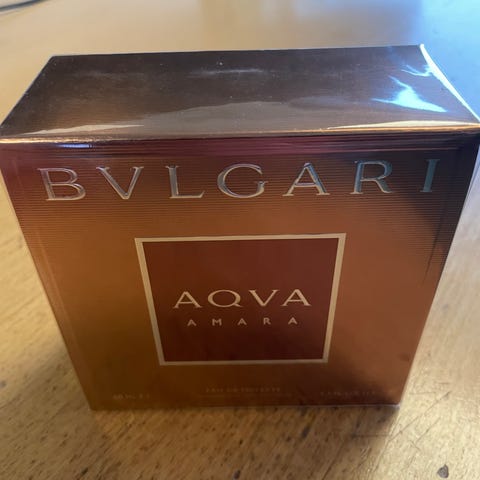 BVLGARI
AQVA
AMARA
EAU DE TOILETTE